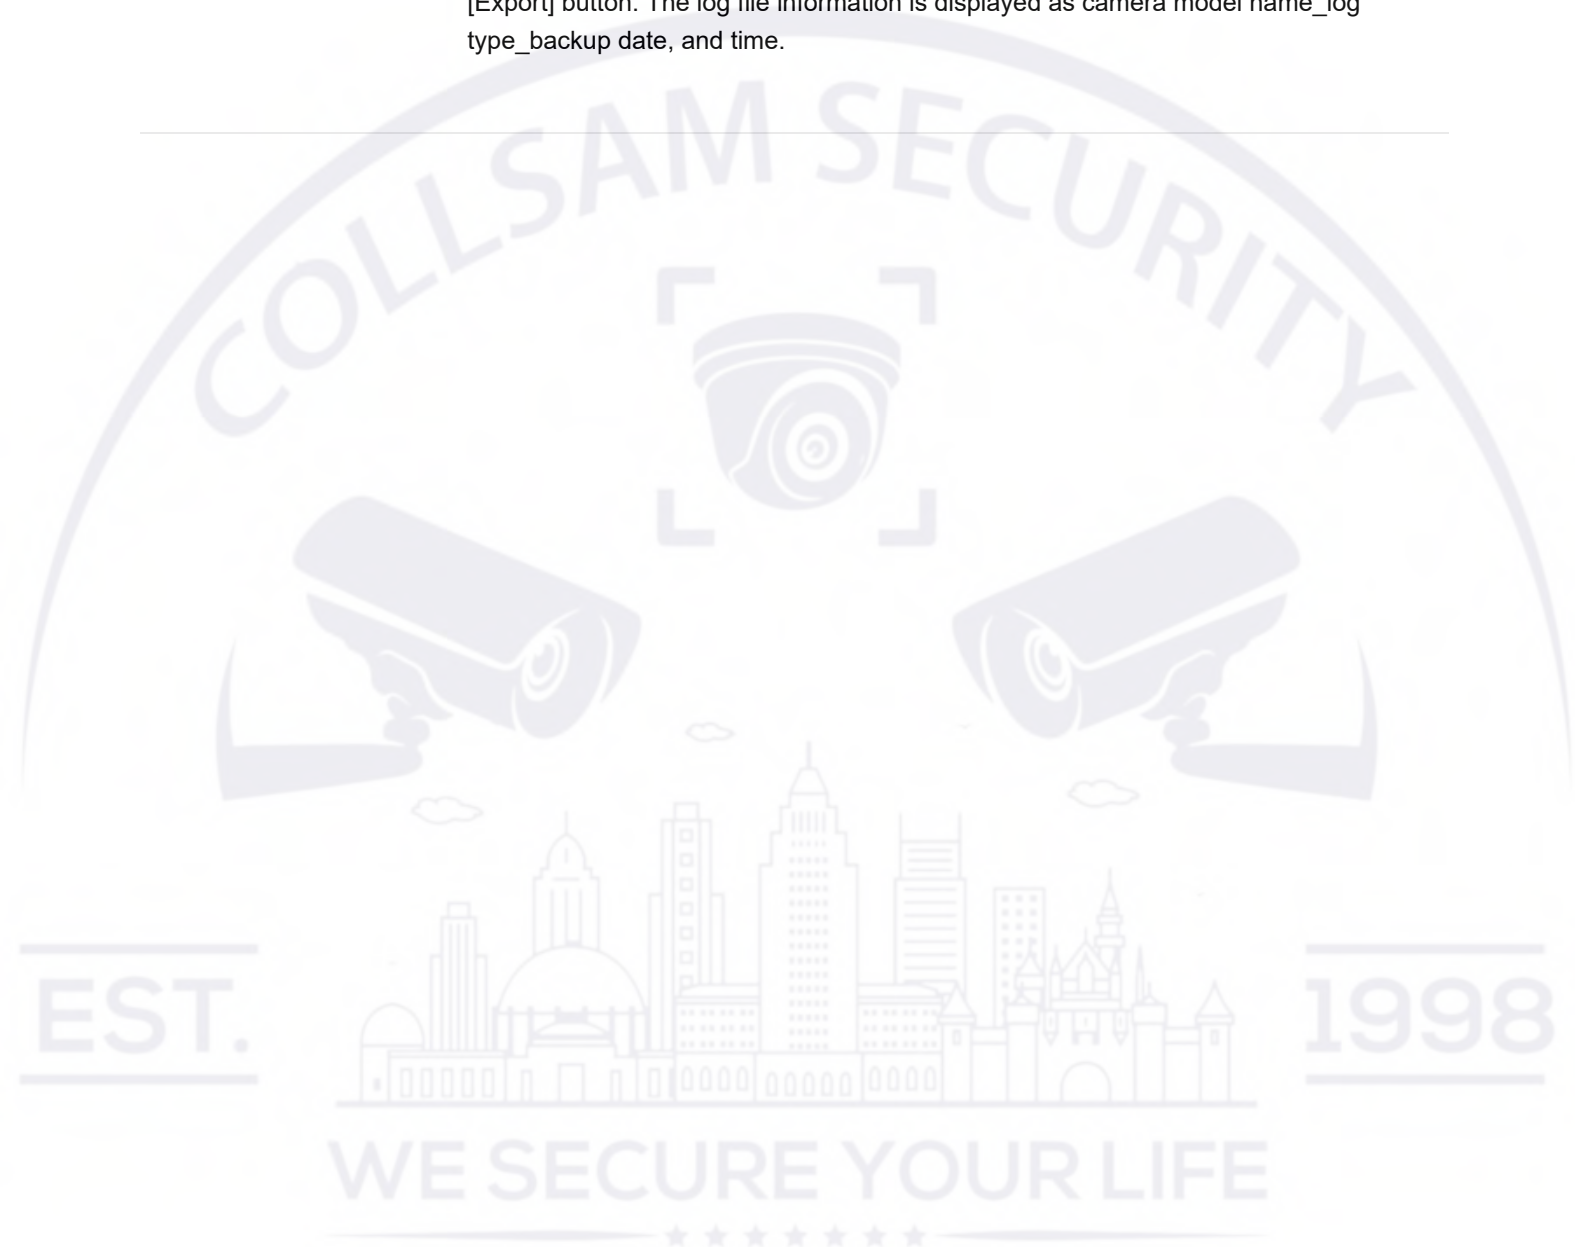 [Export] button. The log file information is displayed as camera model name_log
type_backup date, and time.
COLLSAM SECURITY
EST.
1998
WE SECURE YOUR LIFE